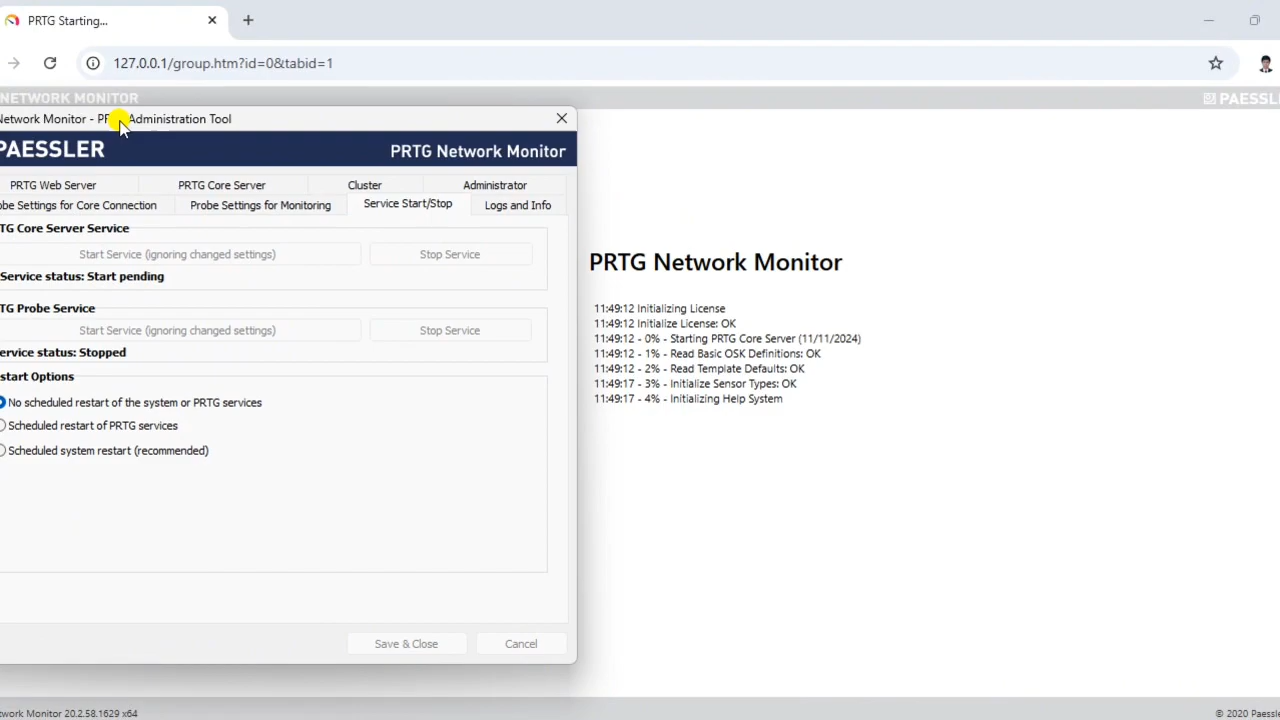 PRTG Starting...
127.0.0.1/group.htm?id=0&tabid=1
NETWORK MONITOR
PAESSL
Network Monitor - Administration Tool
PAESSLER
PRTG Network Monitor
PRTG Web Server
PRTG Core Server
Cluster
Administrator
obe Settings for Core Connection
Probe Settings for Monitoring
Service Start/Stop
Logs and Info
TG Core Server Service
Start Service (ignoring changed settings)
Stop Service
Service status: Start pending
TG Probe Service
Start Service (ignoring changed settings)
Stop Service
ervice status: Stopped
start Options
No scheduled restart of the system or PRTG services
Scheduled restart of PRTG services
Scheduled system restart (recommended)
Save & Close
Cancel
PRTG Network Monitor
11:49:12 Initializing License
11:49:12 Initialize License: OK
11:49:12 - 0% - Starting PRTG Core Server (11/11/2024)
11:49:12 - 1% - Read Basic OSK Definitions: OK
11:49:12 - 2% - Read Template Defaults: OK
11:49:17 - 3% - Initialize Sensor Types: OK
11:49:17 - 4% - Initializing Help System
twork Monitor 20.2.58.1629 x64
© 2020 Paessle